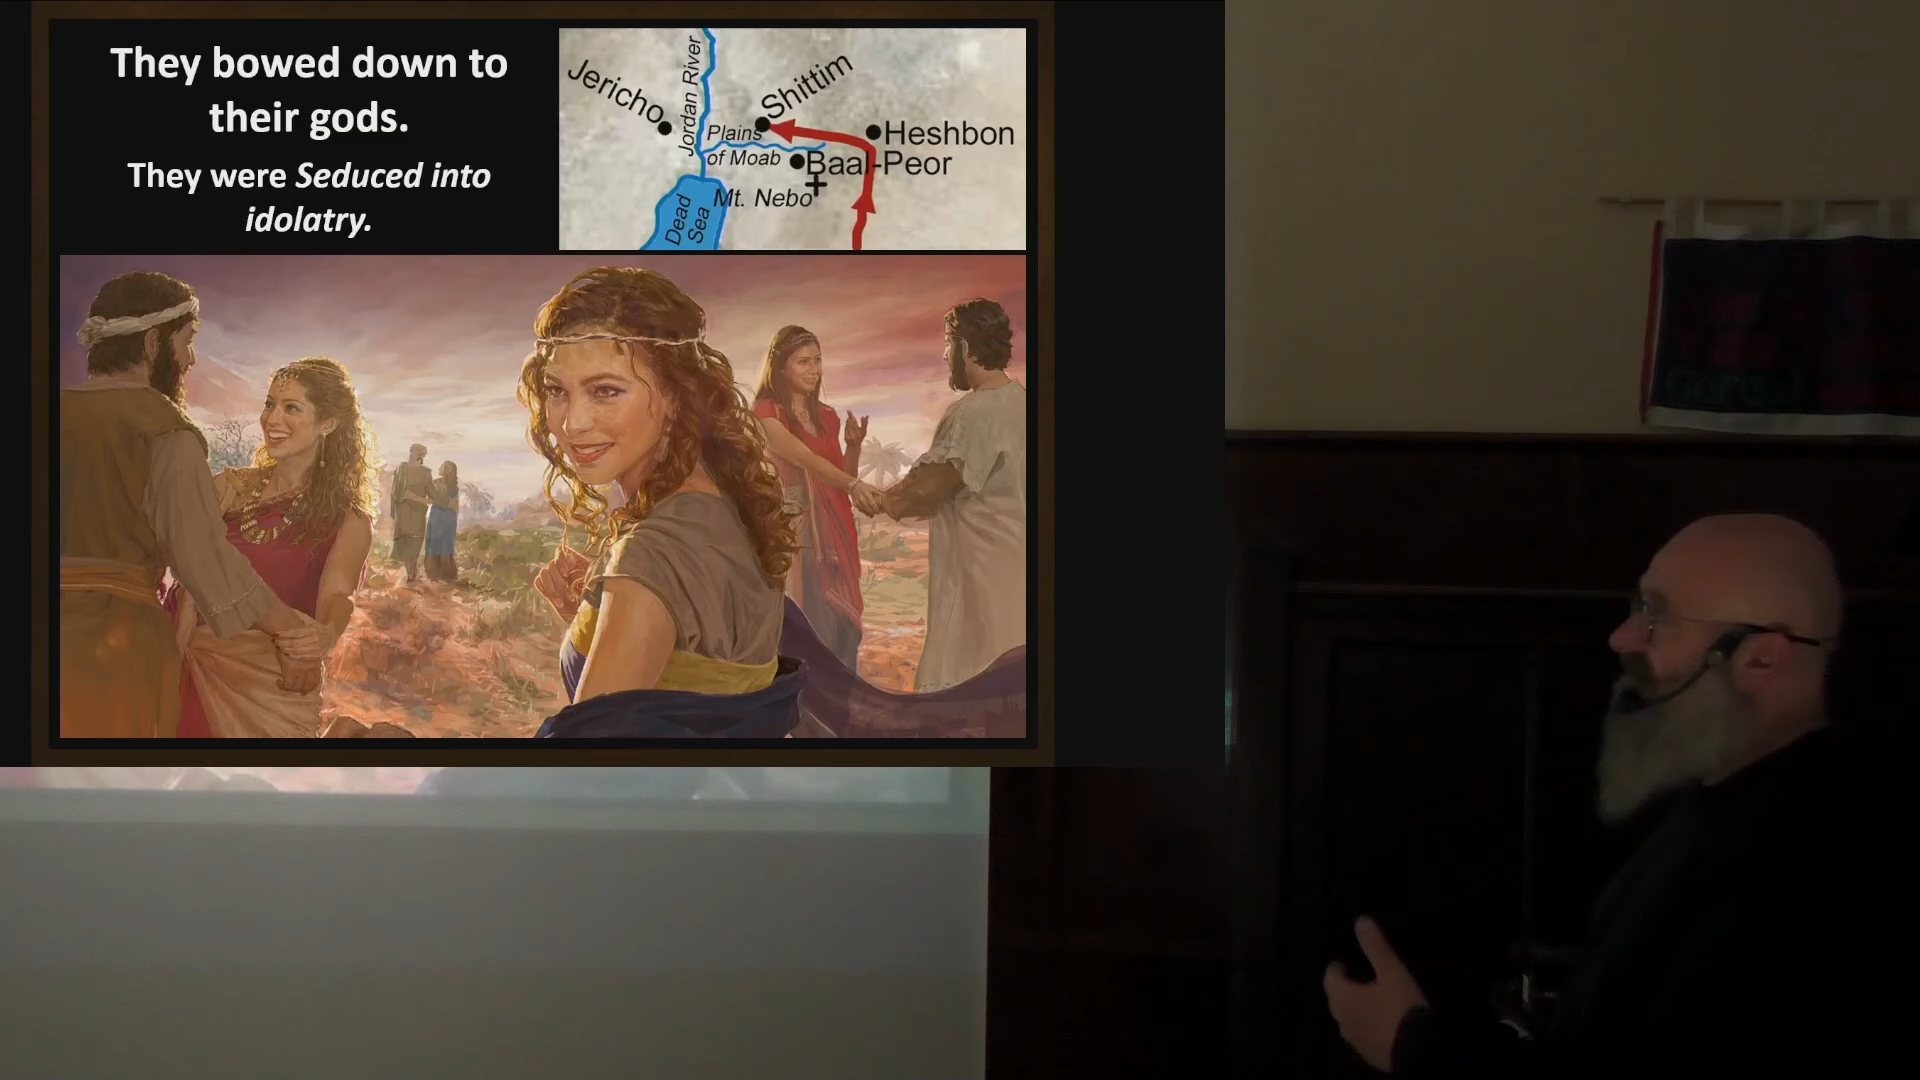 They bowed down to
their gods.
They were Seduced into
idolatry.
Jericho
Jordan River
Shittim
Plains
of Moab
Heshbon
Baal-Peor
Mt. Nebo
Dead
Sea